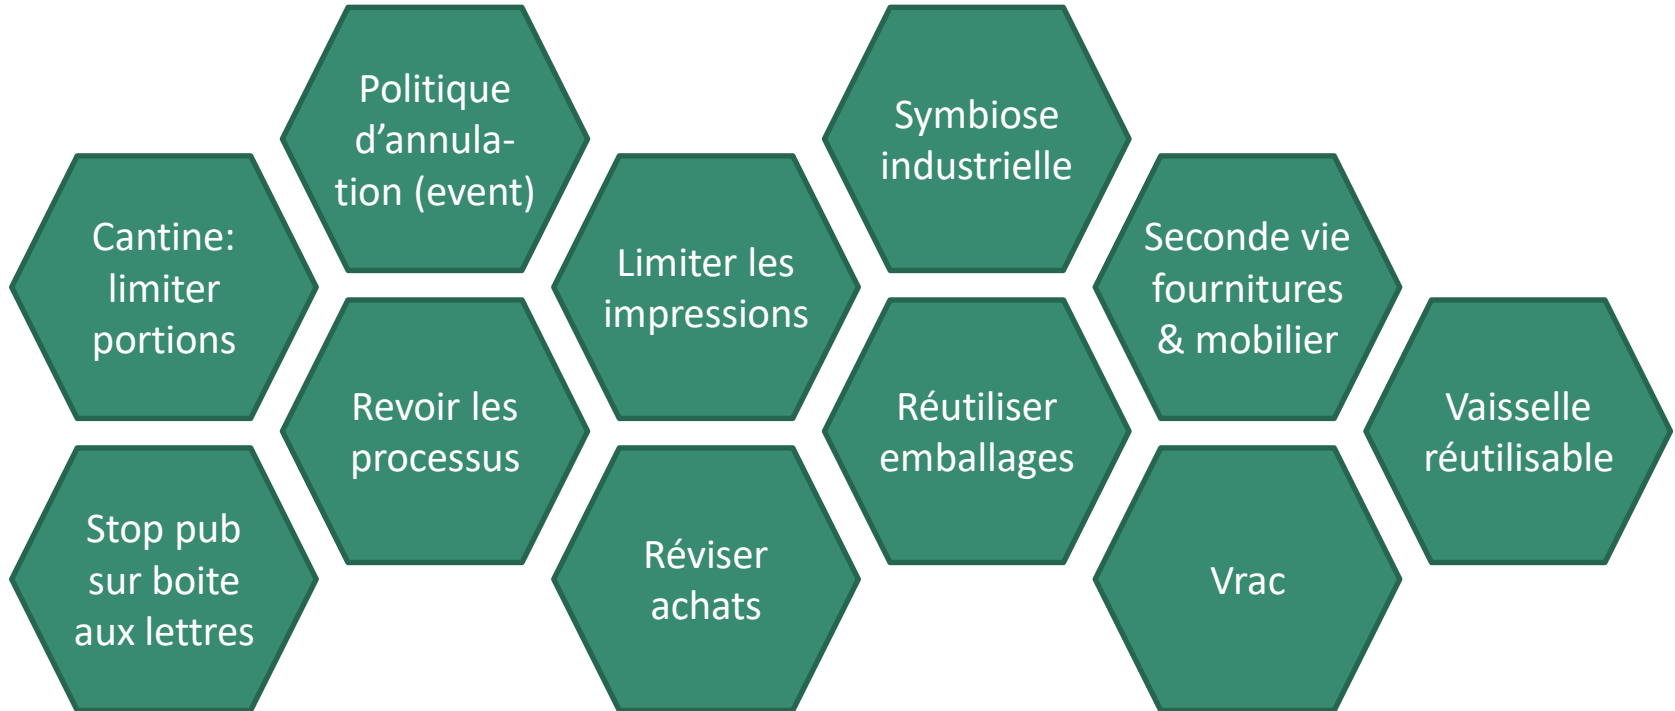 Politique
d’annula-
tion (event)
Symbiose
industrielle
Cantine:
limiter
portions
Limiter les
impressions
Seconde vie
fournitures
& mobilier
Revoir les
processus
Réutiliser
emballages
Vaisselle
réutilisable
Stop pub
sur boite
aux lettres
Réviser
achats
Vrac